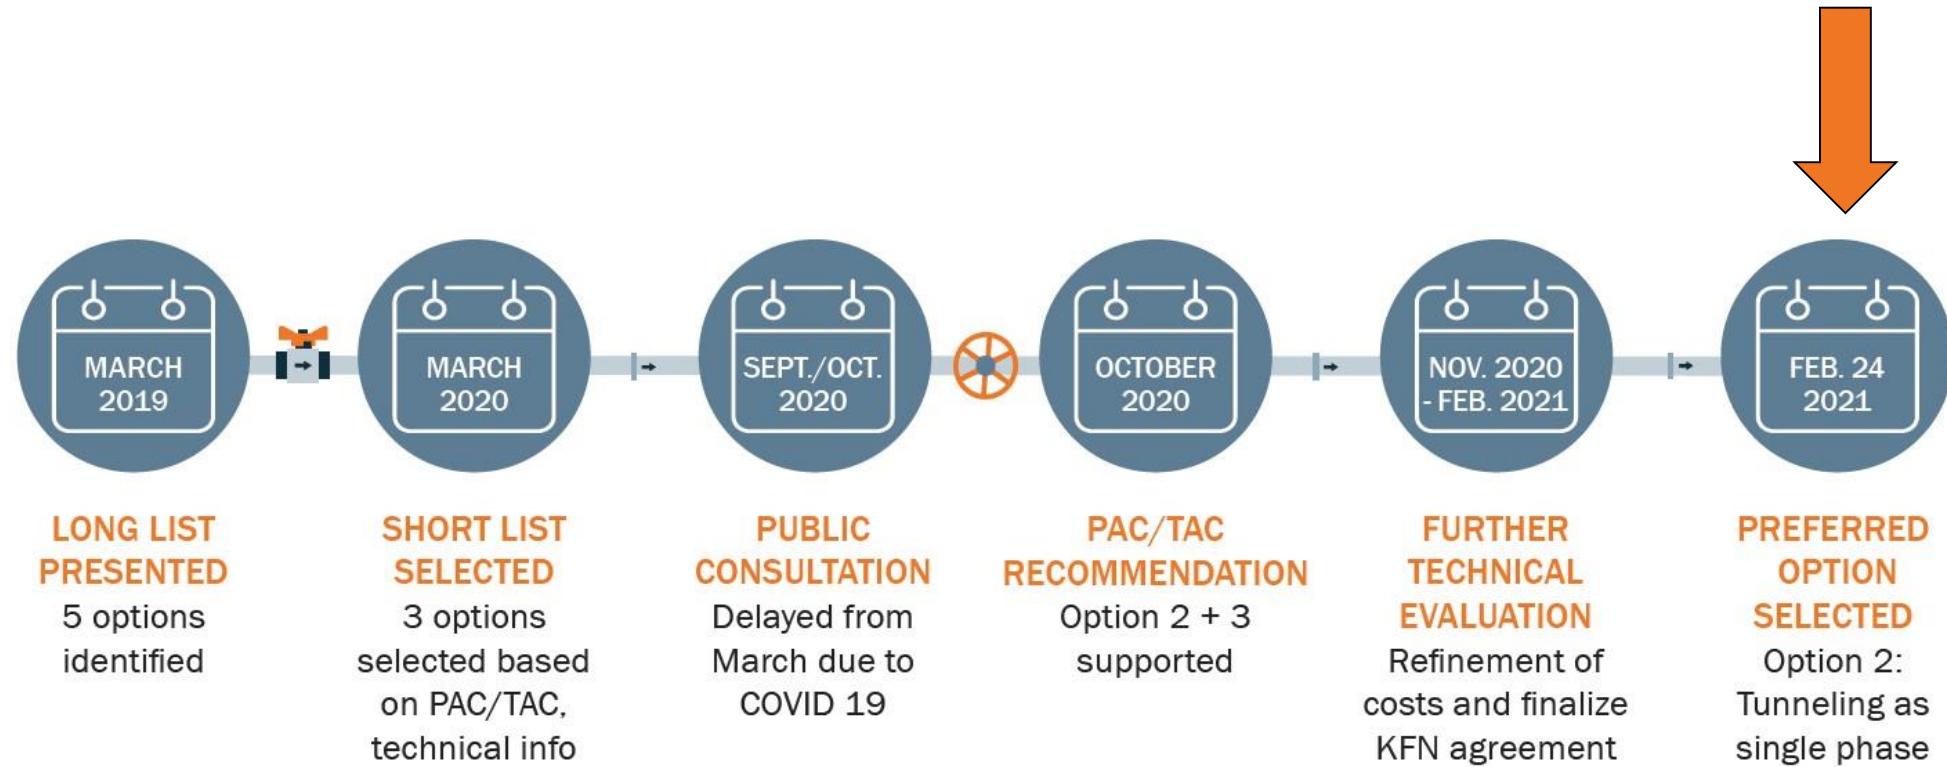 MARCH
2019
LONG LIST
PRESENTED
5 options
identified
MARCH
2020
SHORT LIST
SELECTED
3 options
selected based
on PAC/TAC,
technical info
SEPT./OCT.
2020
PUBLIC
CONSULTATION
Delayed from
March due to
COVID 19
OCTOBER
2020
PAC/TAC
RECOMMENDATION
Option 2 + 3
supported
NOV. 2020
- FEB. 2021
FURTHER
TECHNICAL
EVALUATION
Refinement of
costs and finalize
KFN agreement
FEB. 24
2021
PREFERRED
OPTION
SELECTED
Option 2:
Tunneling as
single phase